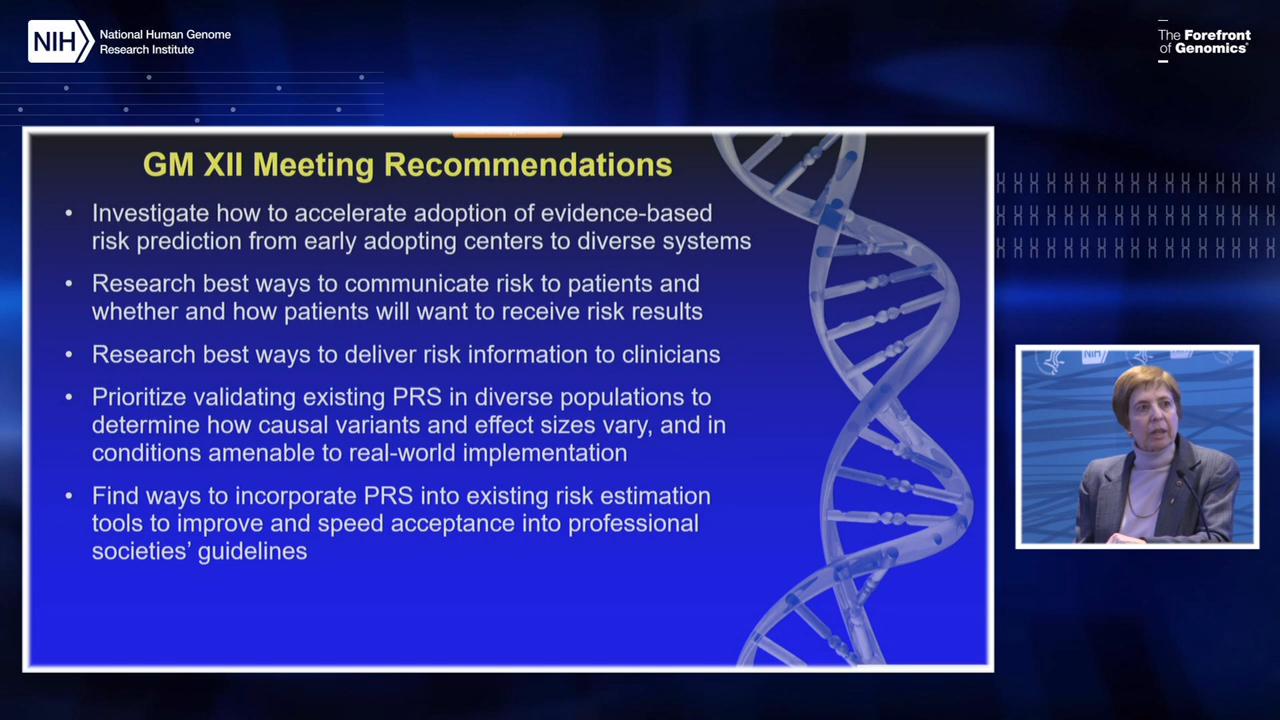 NIH
National Human Genome
Research Institute
The Forefront
of Genomics®
GM XII Meeting Recommendations
• Investigate how to accelerate adoption of evidence-based
risk prediction from early adopting centers to diverse systems
• Research best ways to communicate risk to patients and
whether and how patients will want to receive risk results
• Research best ways to deliver risk information to clinicians
• Prioritize validating existing PRS in diverse populations to
determine how causal variants and effect sizes vary, and in
conditions amenable to real-world implementation
• Find ways to incorporate PRS into existing risk estimation
tools to improve and speed acceptance into professional
societies’ guidelines
NIH